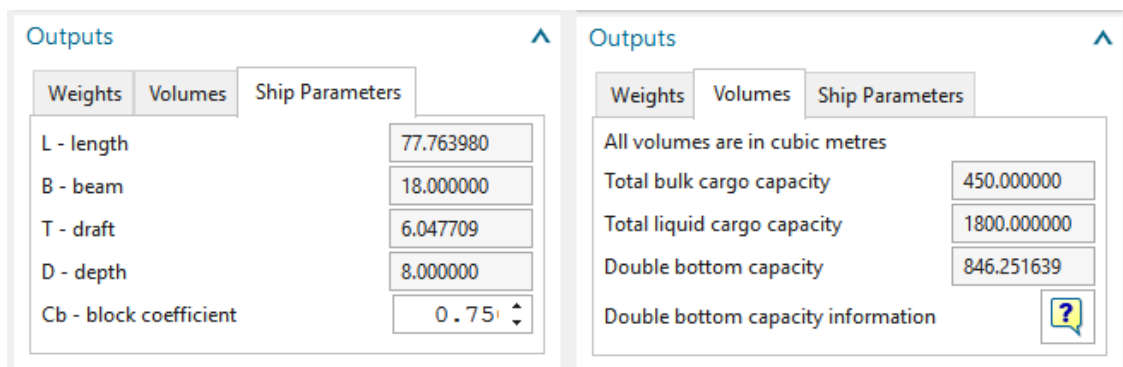 Outputs
Weights Volumes Ship Parameters
L - length 77.763980
B - beam 18.000000
T - draft 6.047709
D - depth 8.000000
Cb - block coefficient 0.75
Outputs
Weights Volumes Ship Parameters
All volumes are in cubic metres
Total bulk cargo capacity 450.000000
Total liquid cargo capacity 1800.000000
Double bottom capacity 846.251639
Double bottom capacity information ?